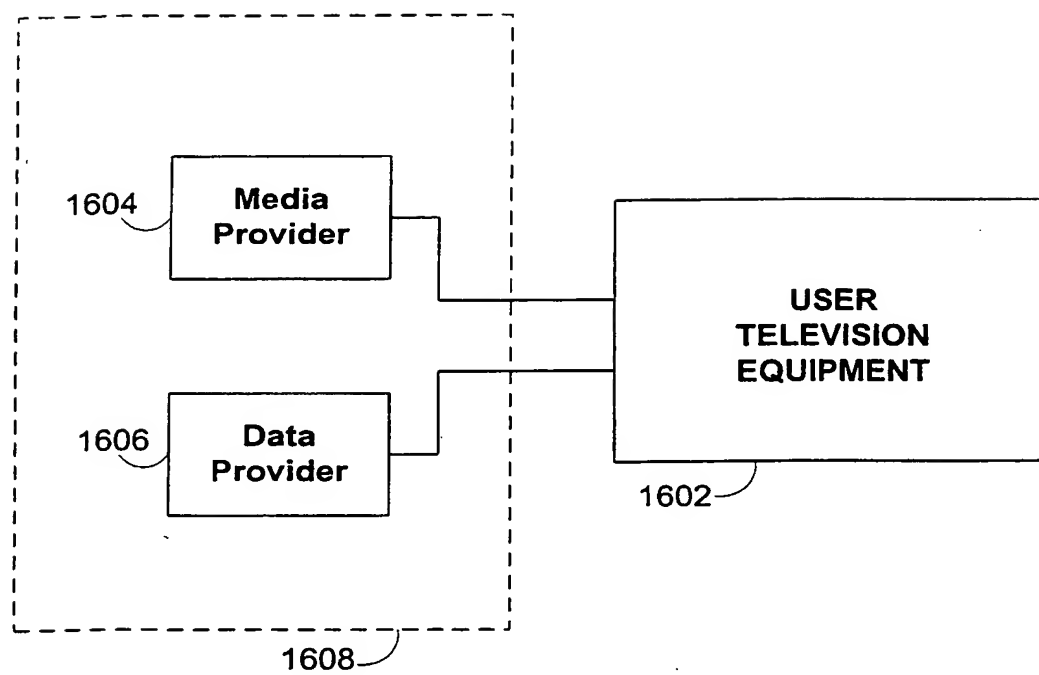 1604
Media
Provider
USER
TELEVISION
EQUIPMENT
1606
Data
Provider
1602
1608